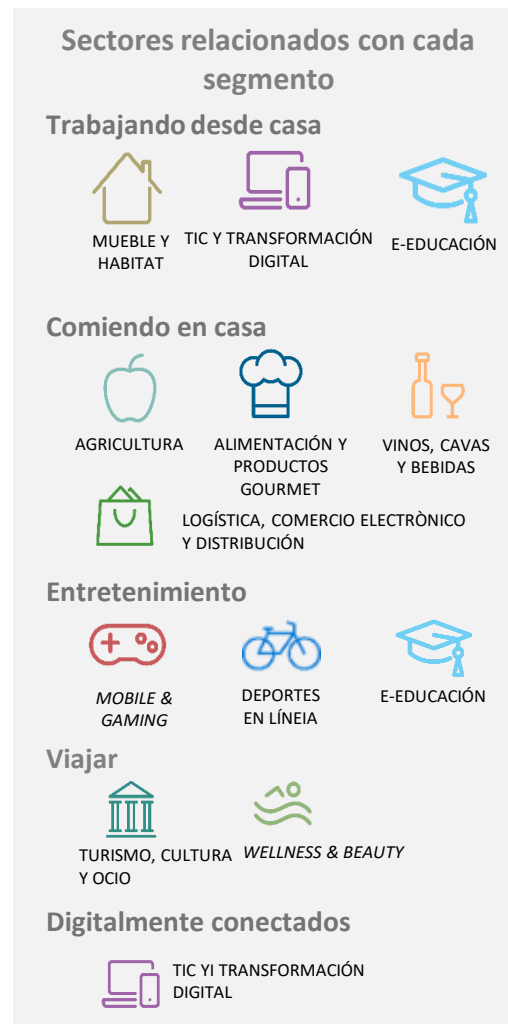 Sectores relacionados con cada
segmento
Trabajando desde casa
MUEBLE Y
HABITAT
TIC Y TRANSFORMACIÓN
DIGITAL
E-EDUCACIÓN
Comiendo en casa
AGRICULTURA
ALIMENTACIÓN Y
PRODUCTOS
GOURMET
VINOS, CAVAS
Y BEBIDAS
LOGÍSTICA, COMERCIO ELECTRÒNICO
Y DISTRIBUCIÓN
Entretenimiento
MOBILE &
GAMING
DEPORTES
EN LÍNEIA
E-EDUCACIÓN
Viajar
TURISMO, CULTURA
Y OCIO
WELLNESS & BEAUTY
Digitalmente conectados
TIC YI TRANSFORMACIÓN
DIGITAL